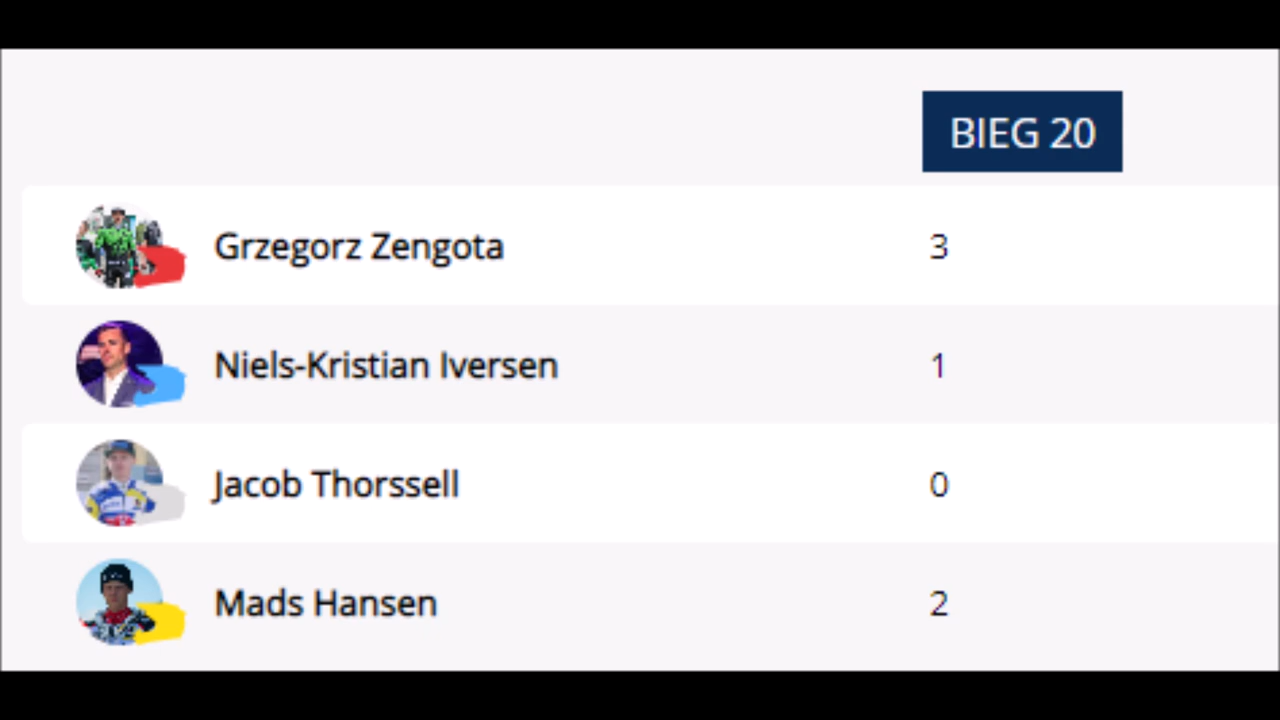 BIEG 20
Grzegorz Zengota 3
Niels-Kristian Iversen 1
Jacob Thorssell 0
Mads Hansen 2